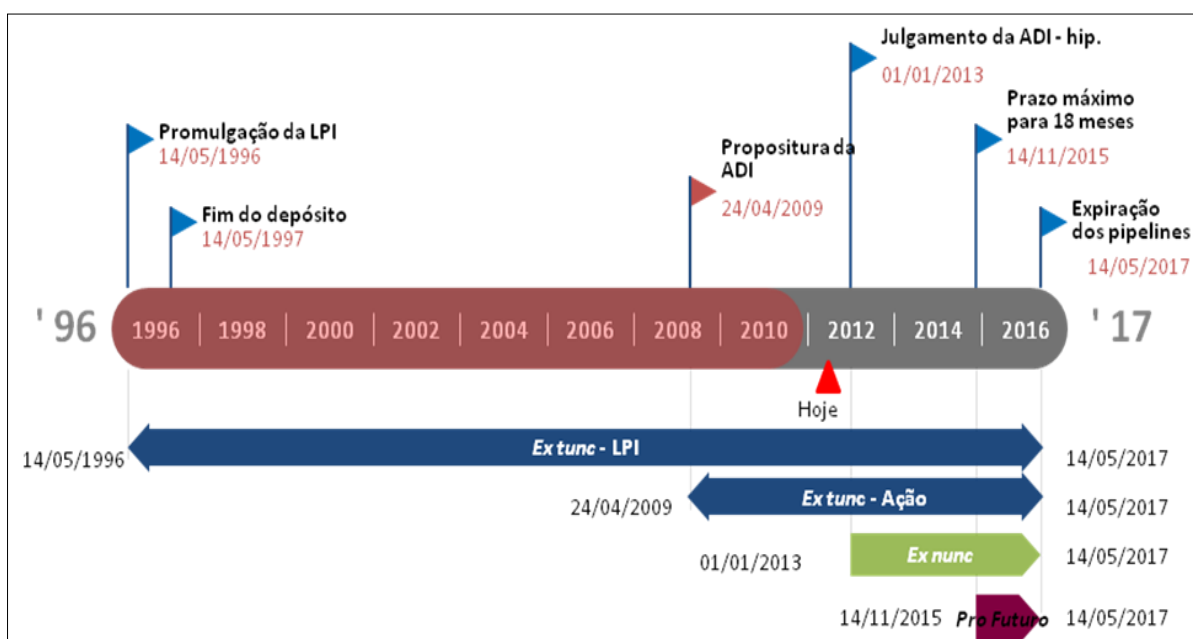 Julgamento da ADI - hip.
01/01/2013
Promulgação da LPI
14/05/1996
Prazo máximo
para 18 meses
14/11/2015
Propositura da
ADI
24/04/2009
Fim do depósito
14/05/1997
Expiração
dos pipelines
14/05/2017
' 96
1996 2998 2000 2002 2004 2006 2008 2010 2012 2014 2016
' 17
Hoje
14/05/1996
Ex tunc - LPI
14/05/2017
24/04/2009
Ex tunc - Ação
14/05/2017
01/01/2013
Ex nunc
14/05/2017
14/11/2015
Pro Futuro
14/05/2017